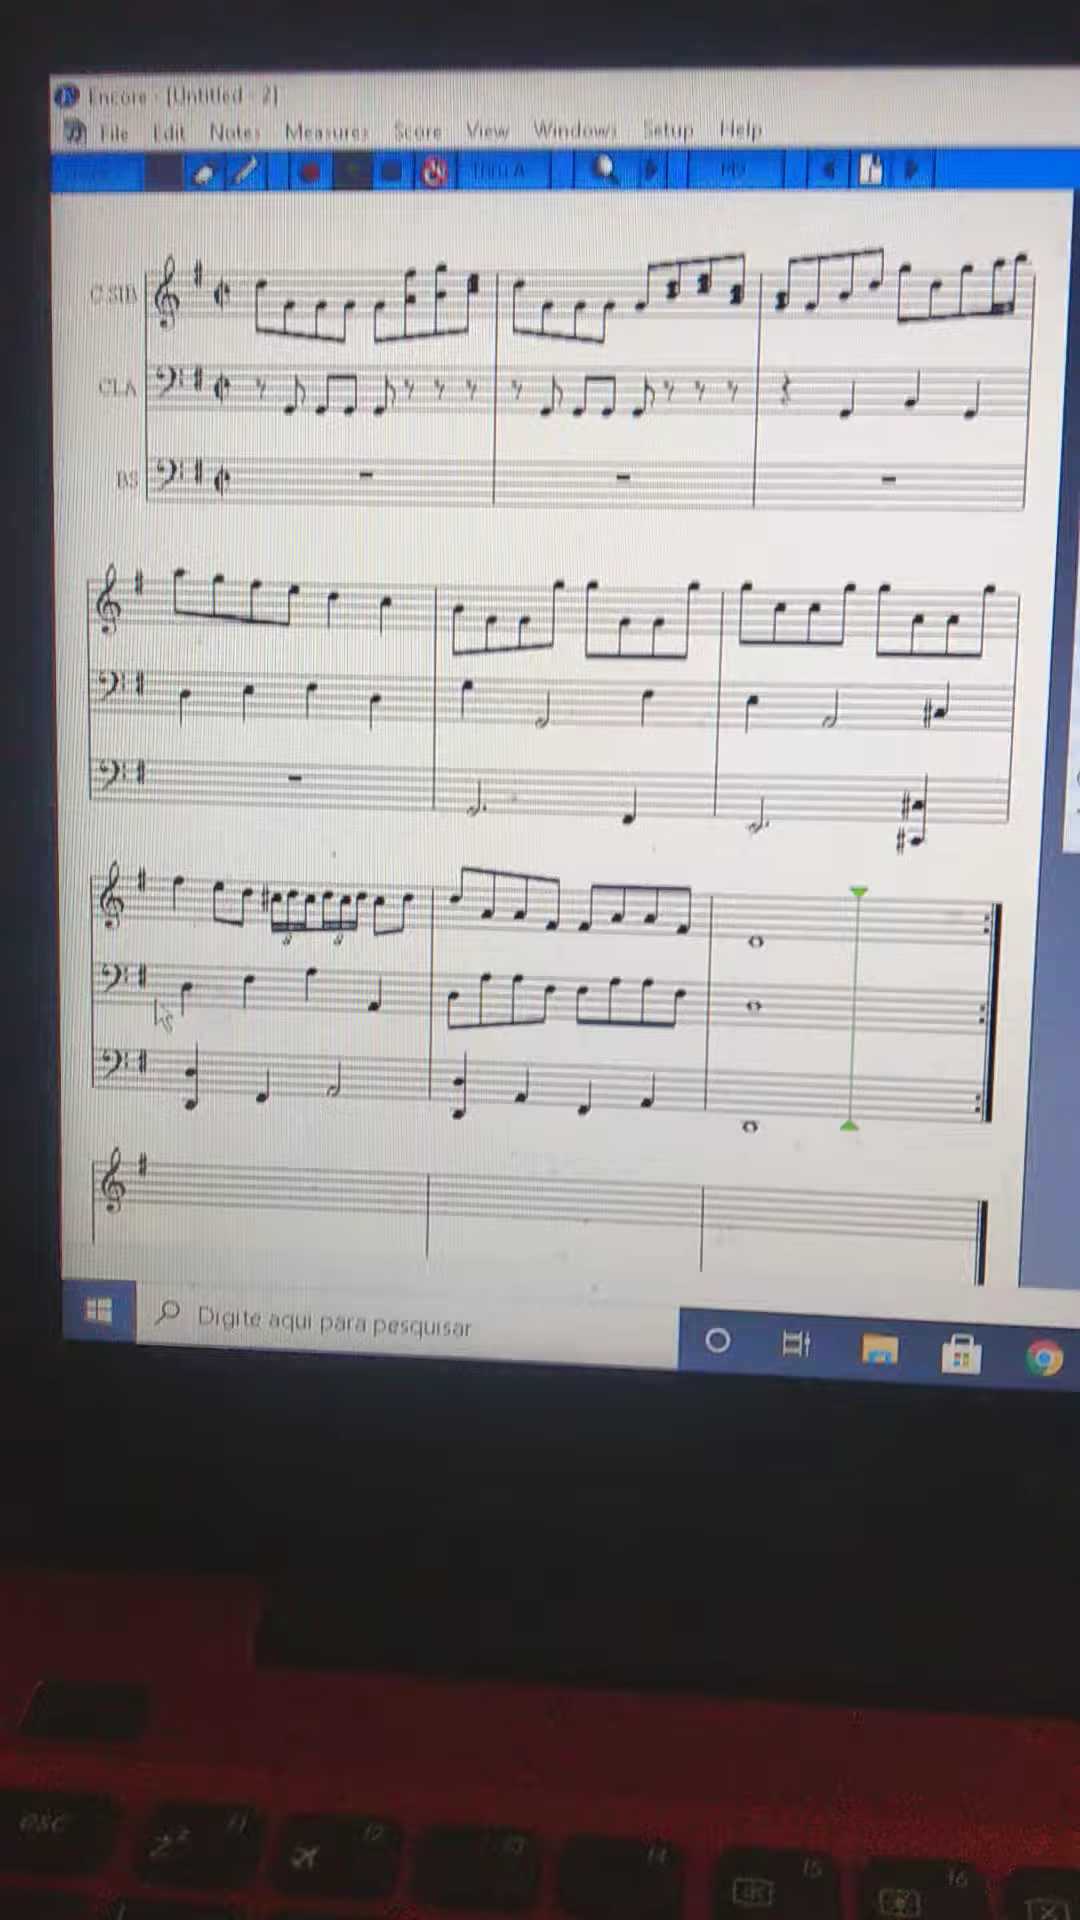 Encore - [Untitled - 2]
File Edit Notes Measures Score View Windows Setup Help
Thru A
CLA
BS
Digite aqui para pesquisar
esc